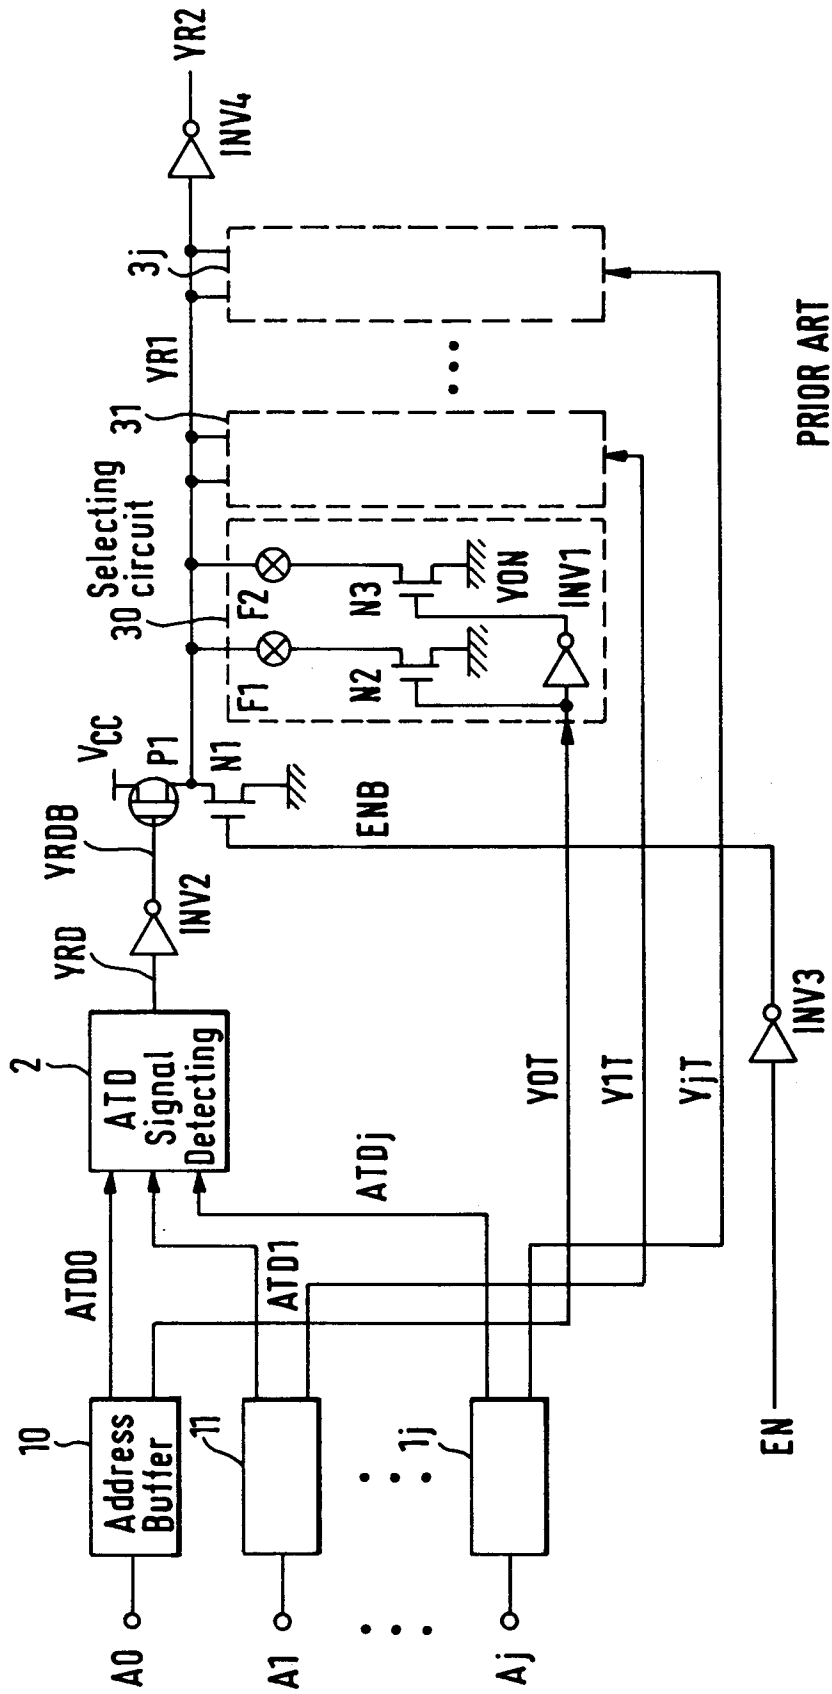 A0
A1
Aj
10
Address
Buffer
11
1j
ATD0
ATD1
ATDj
2
ATD
Signal
Detecting
YRD
INV2
YRDB
VCC
P1
N1
ENB
Y0T
Y1T
YjT
EN
INV3
30
Selecting
circuit
F1
F2
N2
N3
Y0N
INV1
31
YR1
3j
INV4
YR2
PRIOR ART